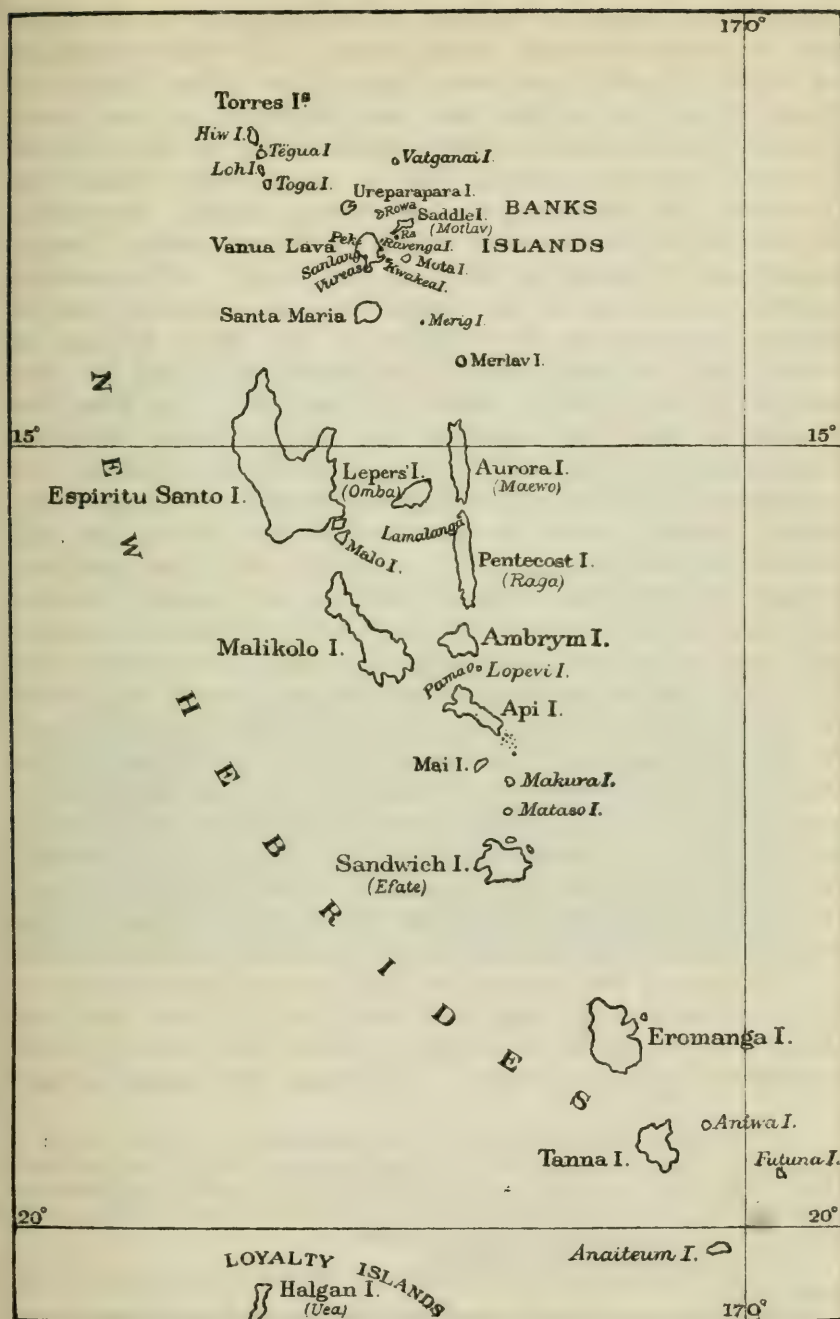 170°
Torres Iˢ
Hiw I.
Tëgua I
Loh I.
Toga I.
Vatganai I.
Ureparapara I.
Rowa
Saddle I.
(Motlav)
BANKS
ISLANDS
Ra
Ravenga I.
Vanua Lava
Pek
Sanlang
Vureas
Mota I.
Kwakea I.
Santa Maria
Merig I.
Merlav I.
15°
15°
NEW HEBRIDES
Espiritu Santo I.
Lepers' I.
(Omba)
Aurora I.
(Maewo)
Lamalanga
Malo I.
Pentecost I.
(Raga)
Malikolo I.
Ambrym I.
Pama
Lopevi I.
Api I.
Mai I.
Makura I.
Mataso I.
Sandwich I.
(Efate)
Eromanga I.
Aniwa I.
Tanna I.
Futuna I.
20°
20°
Anaiteum I.
LOYALTY ISLANDS
Halgan I.
(Uea)
170°